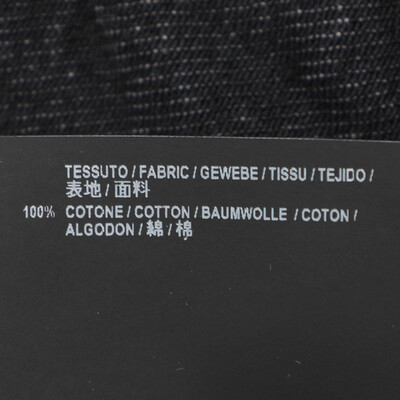 TESSUTO / FABRIC / GEWEBE / TISSU / TEJIDO /
表地 / 面料
100% COTONE / COTTON / BAUMWOLLE / COTON /
ALGODON / 綿 / 棉